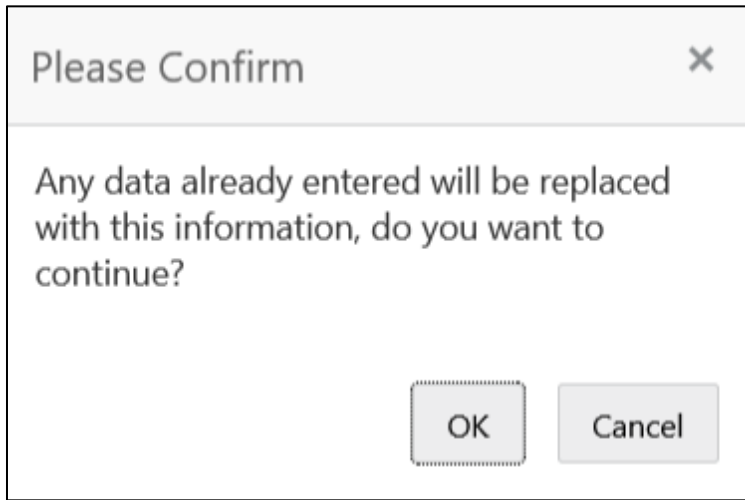 Please Confirm
Any data already entered will be replaced
with this information, do you want to
continue?
OK Cancel